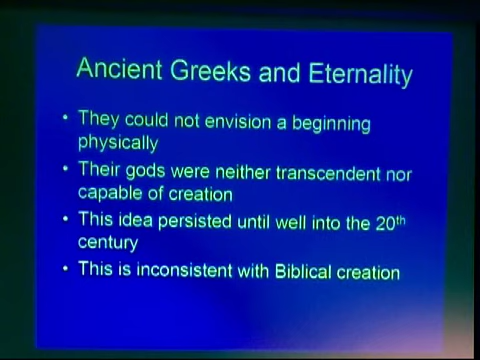 Ancient Greeks and Eternality
• They could not envision a beginning
physically
• Their gods were neither transcendent nor
capable of creation
• This idea persisted until well into the 20th
century
• This is inconsistent with Biblical creation